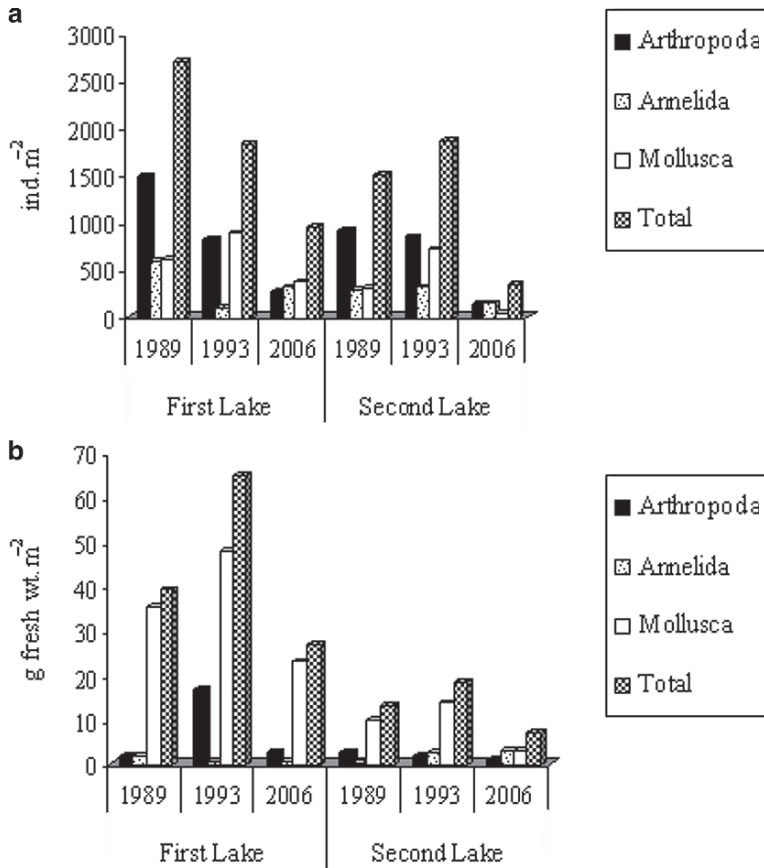 a
3000
2500
2000
1500
1000
500
0
ind.m⁻²
1989 1993 2006 1989 1993 2006
First Lake Second Lake
Arthropoda
Annelida
Mollusca
Total
b
70
60
50
40
30
20
10
0
g fresh wt.m⁻²
1989 1993 2006 1989 1993 2006
First Lake Second Lake
Arthropoda
Annelida
Mollusca
Total